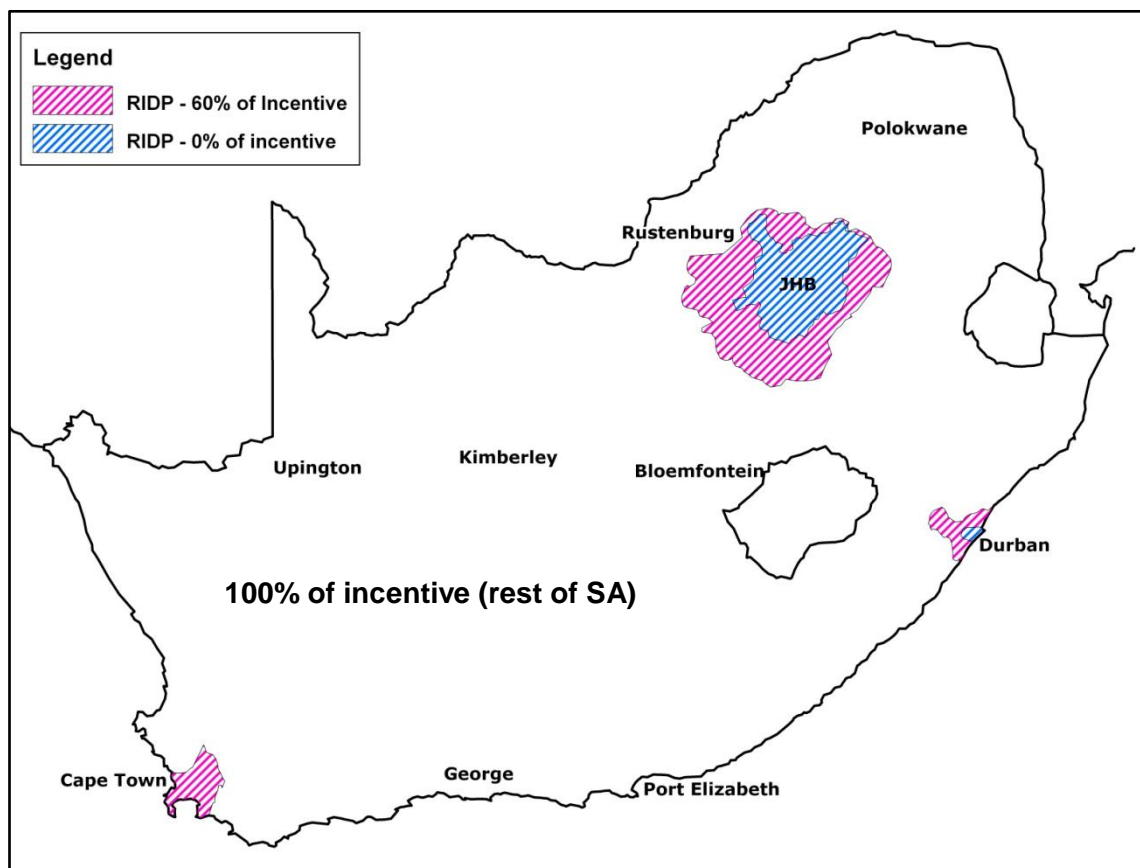 Legend
RIDP - 60% of Incentive
RIDP - 0% of incentive
Polokwane
Rustenburg
JHB
Upington
Kimberley
Bloemfontein
Durban
100% of incentive (rest of SA)
Cape Town
George
Port Elizabeth